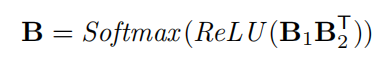 𝐁 = 𝑆𝑜𝑓𝑡𝑚𝑎𝑥(𝑅𝑒𝐿𝑈(𝐁₁𝐁₂ᵀ))